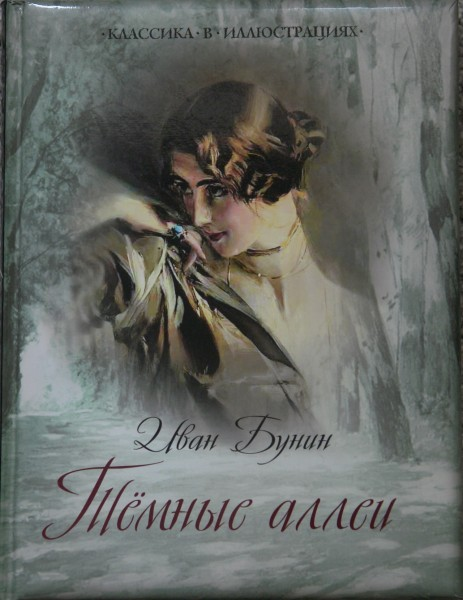 ·КЛАССИКА·В·ИЛЛЮСТРАЦИЯХ·
Иван Бунин
Тёмные аллеи